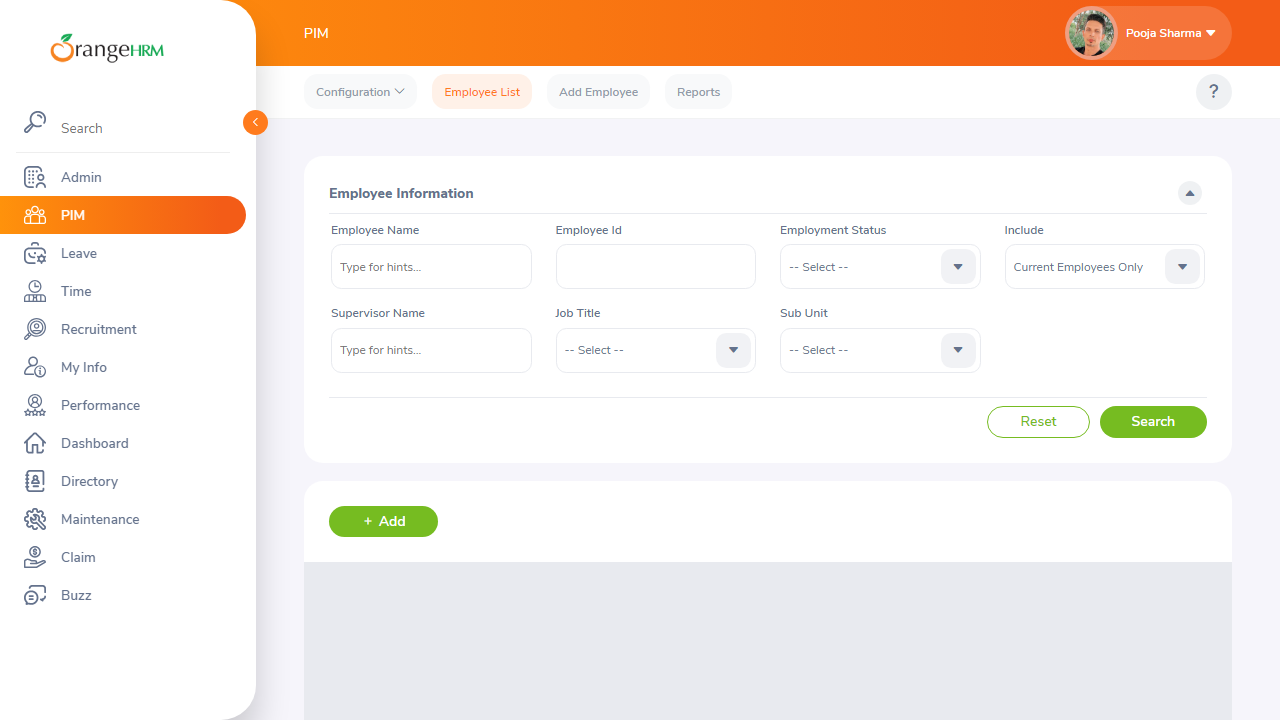 OrangeHRM
PIM
Pooja Sharma
Configuration
Employee List
Add Employee
Reports
?
Search
Admin
PIM
Leave
Time
Recruitment
My Info
Performance
Dashboard
Directory
Maintenance
Claim
Buzz
Employee Information
Employee Name
Employee Id
Employment Status
Include
Type for hints...
-- Select --
Current Employees Only
Supervisor Name
Job Title
Sub Unit
Type for hints...
-- Select --
-- Select --
Reset
Search
+ Add